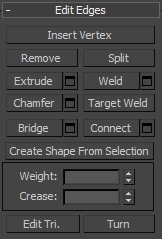 - Edit Edges
Insert Vertex
Remove Split
Extrude Weld
Chamfer Target Weld
Bridge Connect
Create Shape From Selection
Weight:
Crease:
Edit Tri. Turn